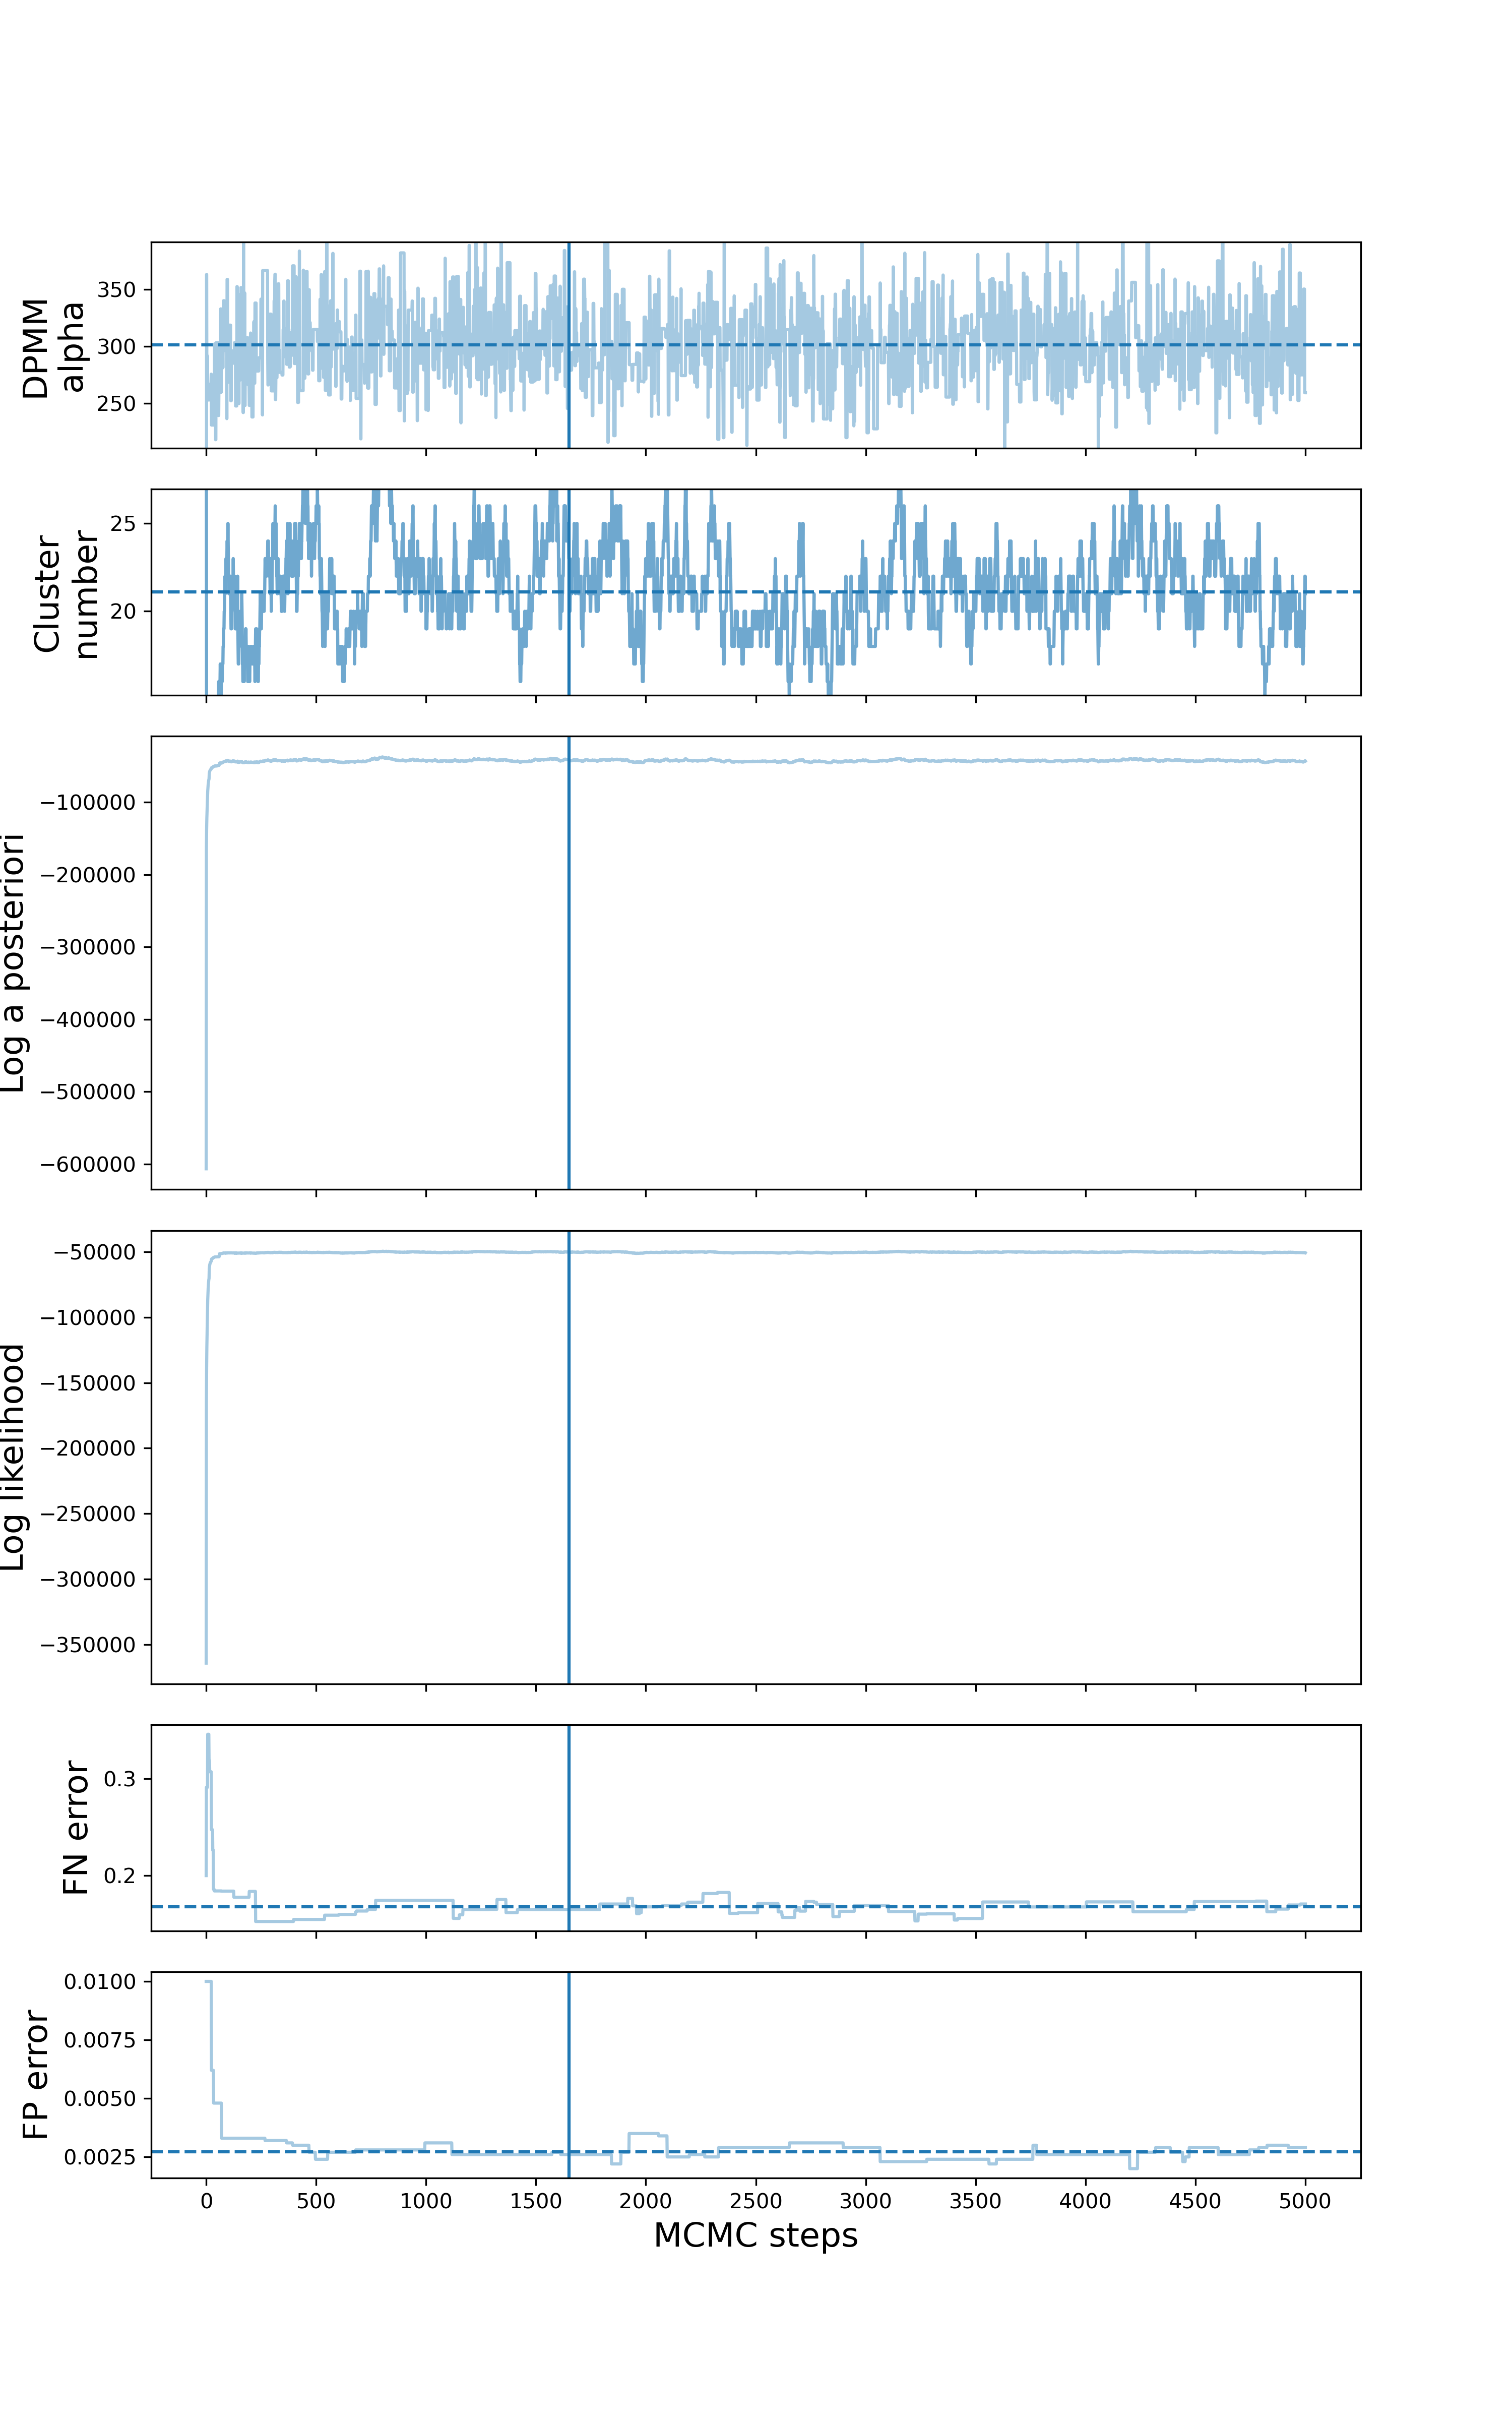 DPMM
alpha
350
300
250
Cluster
number
25
20
Log a posteriori
−100000
−200000
−300000
−400000
−500000
−600000
Log likelihood
−50000
−100000
−150000
−200000
−250000
−300000
−350000
FN error
0.3
0.2
FP error
0.0100
0.0075
0.0050
0.0025
0 500 1000 1500 2000 2500 3000 3500 4000 4500 5000
MCMC steps